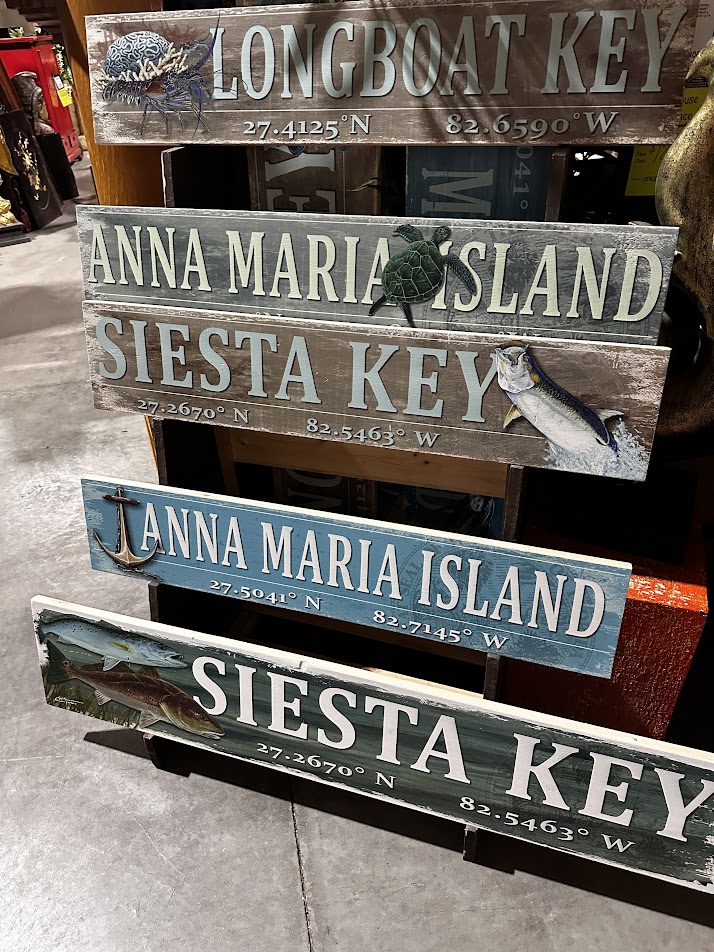 LONGBOAT KEY
27.4125°N 82.6590°W
041°
M
ANNA MARIA ISLAND
SIESTA KEY
27.2670° N 82.5463° W
ANNA MARIA ISLAND
27.5041° N 82.7145° W
SIESTA KEY
27.2670° N 82.5463° W